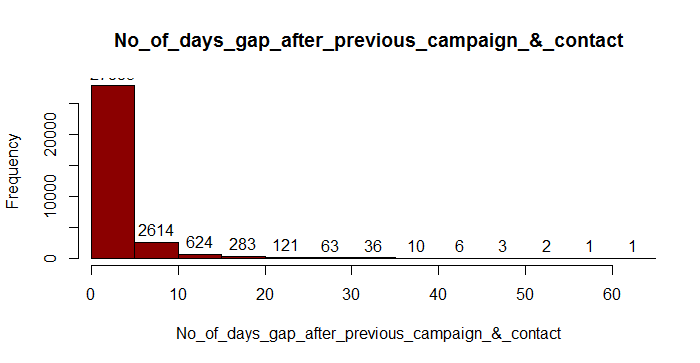 No_of_days_gap_after_previous_campaign_&_contact
Frequency
20000
10000
0
2614 624 283 121 63 36 10 6 3 2 1 1
0 10 20 30 40 50 60
No_of_days_gap_after_previous_campaign_&_contact